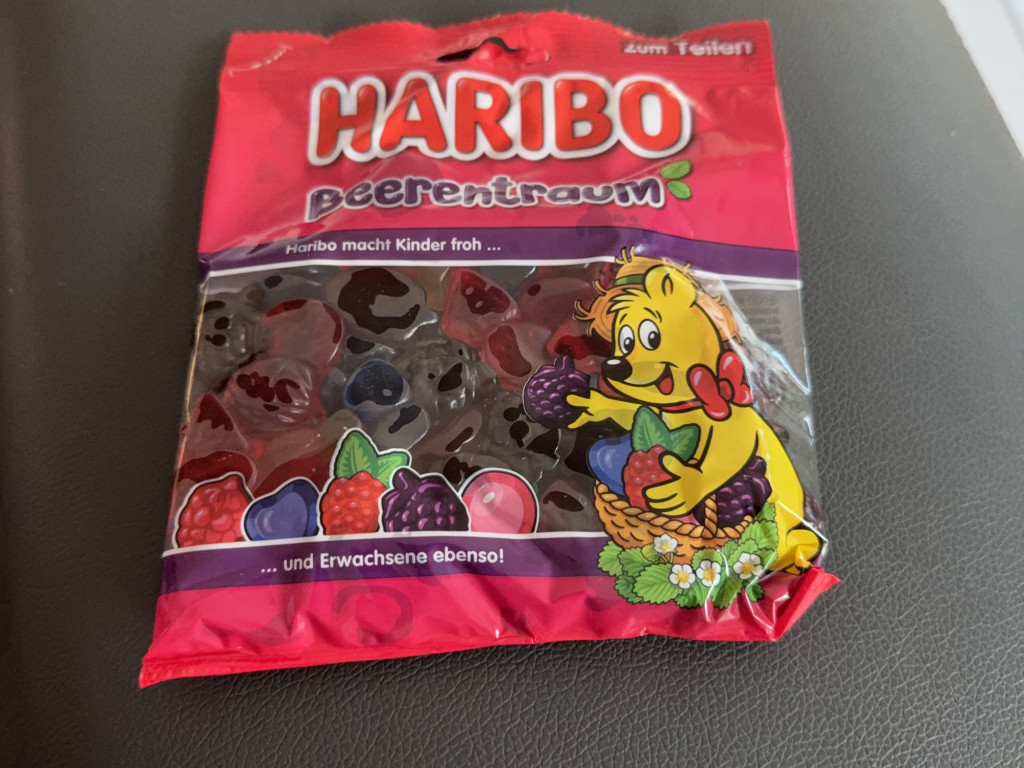 Zum Teilen
HARIBO
Beerentraum
Haribo macht Kinder froh ...
... und Erwachsene ebenso!